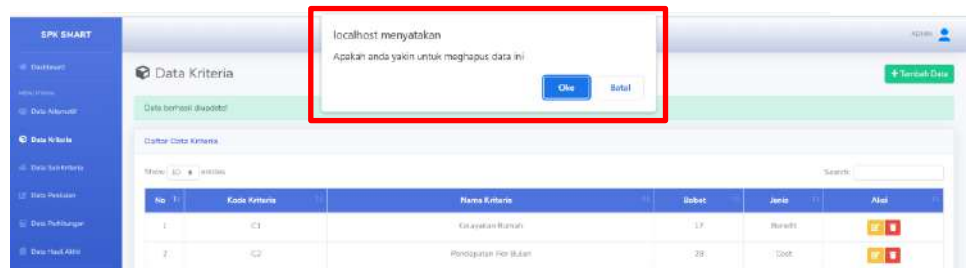 SPK SMART
localhost menyatakan
ADMIN
Apakah anda yakin untuk meghapus data ini
Oke Batal
Dashboard
Data Kriteria
+ Tambah Data
Data Alternatif
Data berhasil diupdate!
Data Kriteria
Daftar Data Kriteria
Data Sub Kriteria
Show 10 entries
Search:
Data Penilaian
No Kode Kriteria Nama Kriteria Bobot Jenis Aksi
Data Perhitungan
1 C1 Kelayakan Rumah 17 Benefit
Data Hasil Akhir
2 C2 Pendapatan Per Bulan Cost